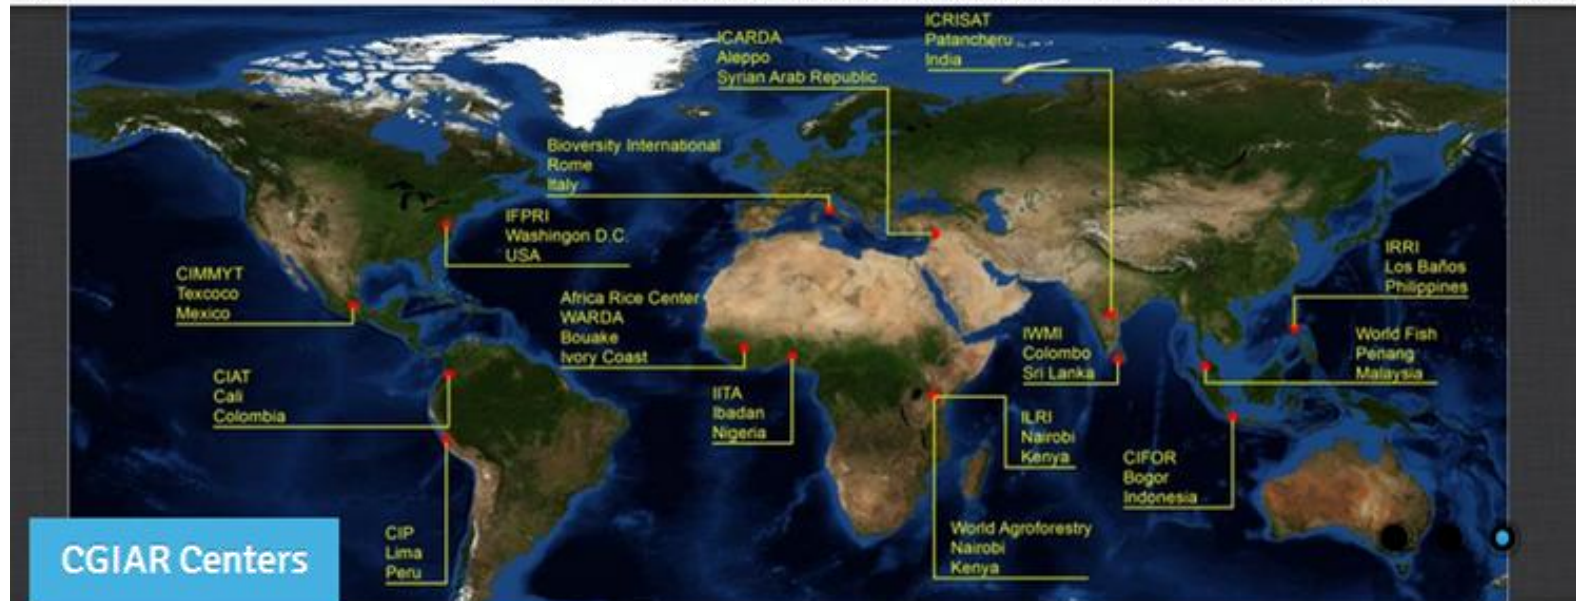 ICRISAT
Patancheru
India
ICARDA
Aleppo
Syrian Arab Republic
Bioversity International
Rome
Italy
IFPRI
Washingon D.C.
USA
CIMMYT
Texcoco
Mexico
Africa Rice Center
WARDA
Bouake
Ivory Coast
IRRI
Los Baños
Philippines
IWMI
Colombo
Sri Lanka
World Fish
Penang
Malaysia
CIAT
Cali
Colombia
IITA
Ibadan
Nigeria
ILRI
Nairobi
Kenya
CIFOR
Bogor
Indonesia
CIP
Lima
Peru
World Agroforestry
Nairobi
Kenya
CGIAR Centers